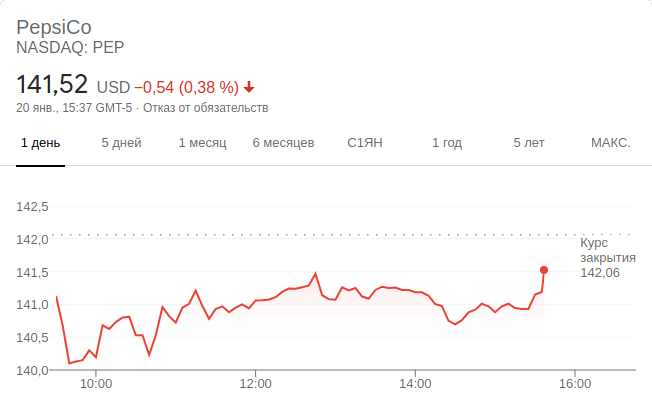 PepsiCo
NASDAQ: PEP
141,52 USD −0,54 (0,38 %)
20 янв., 15:37 GMT-5 · Отказ от обязательств
1 день 5 дней 1 месяц 6 месяцев С1ЯН 1 год 5 лет МАКС.
142,5
142,0
Курс
закрытия
142,06
141,5
141,0
140,5
140,0
10:00 12:00 14:00 16:00